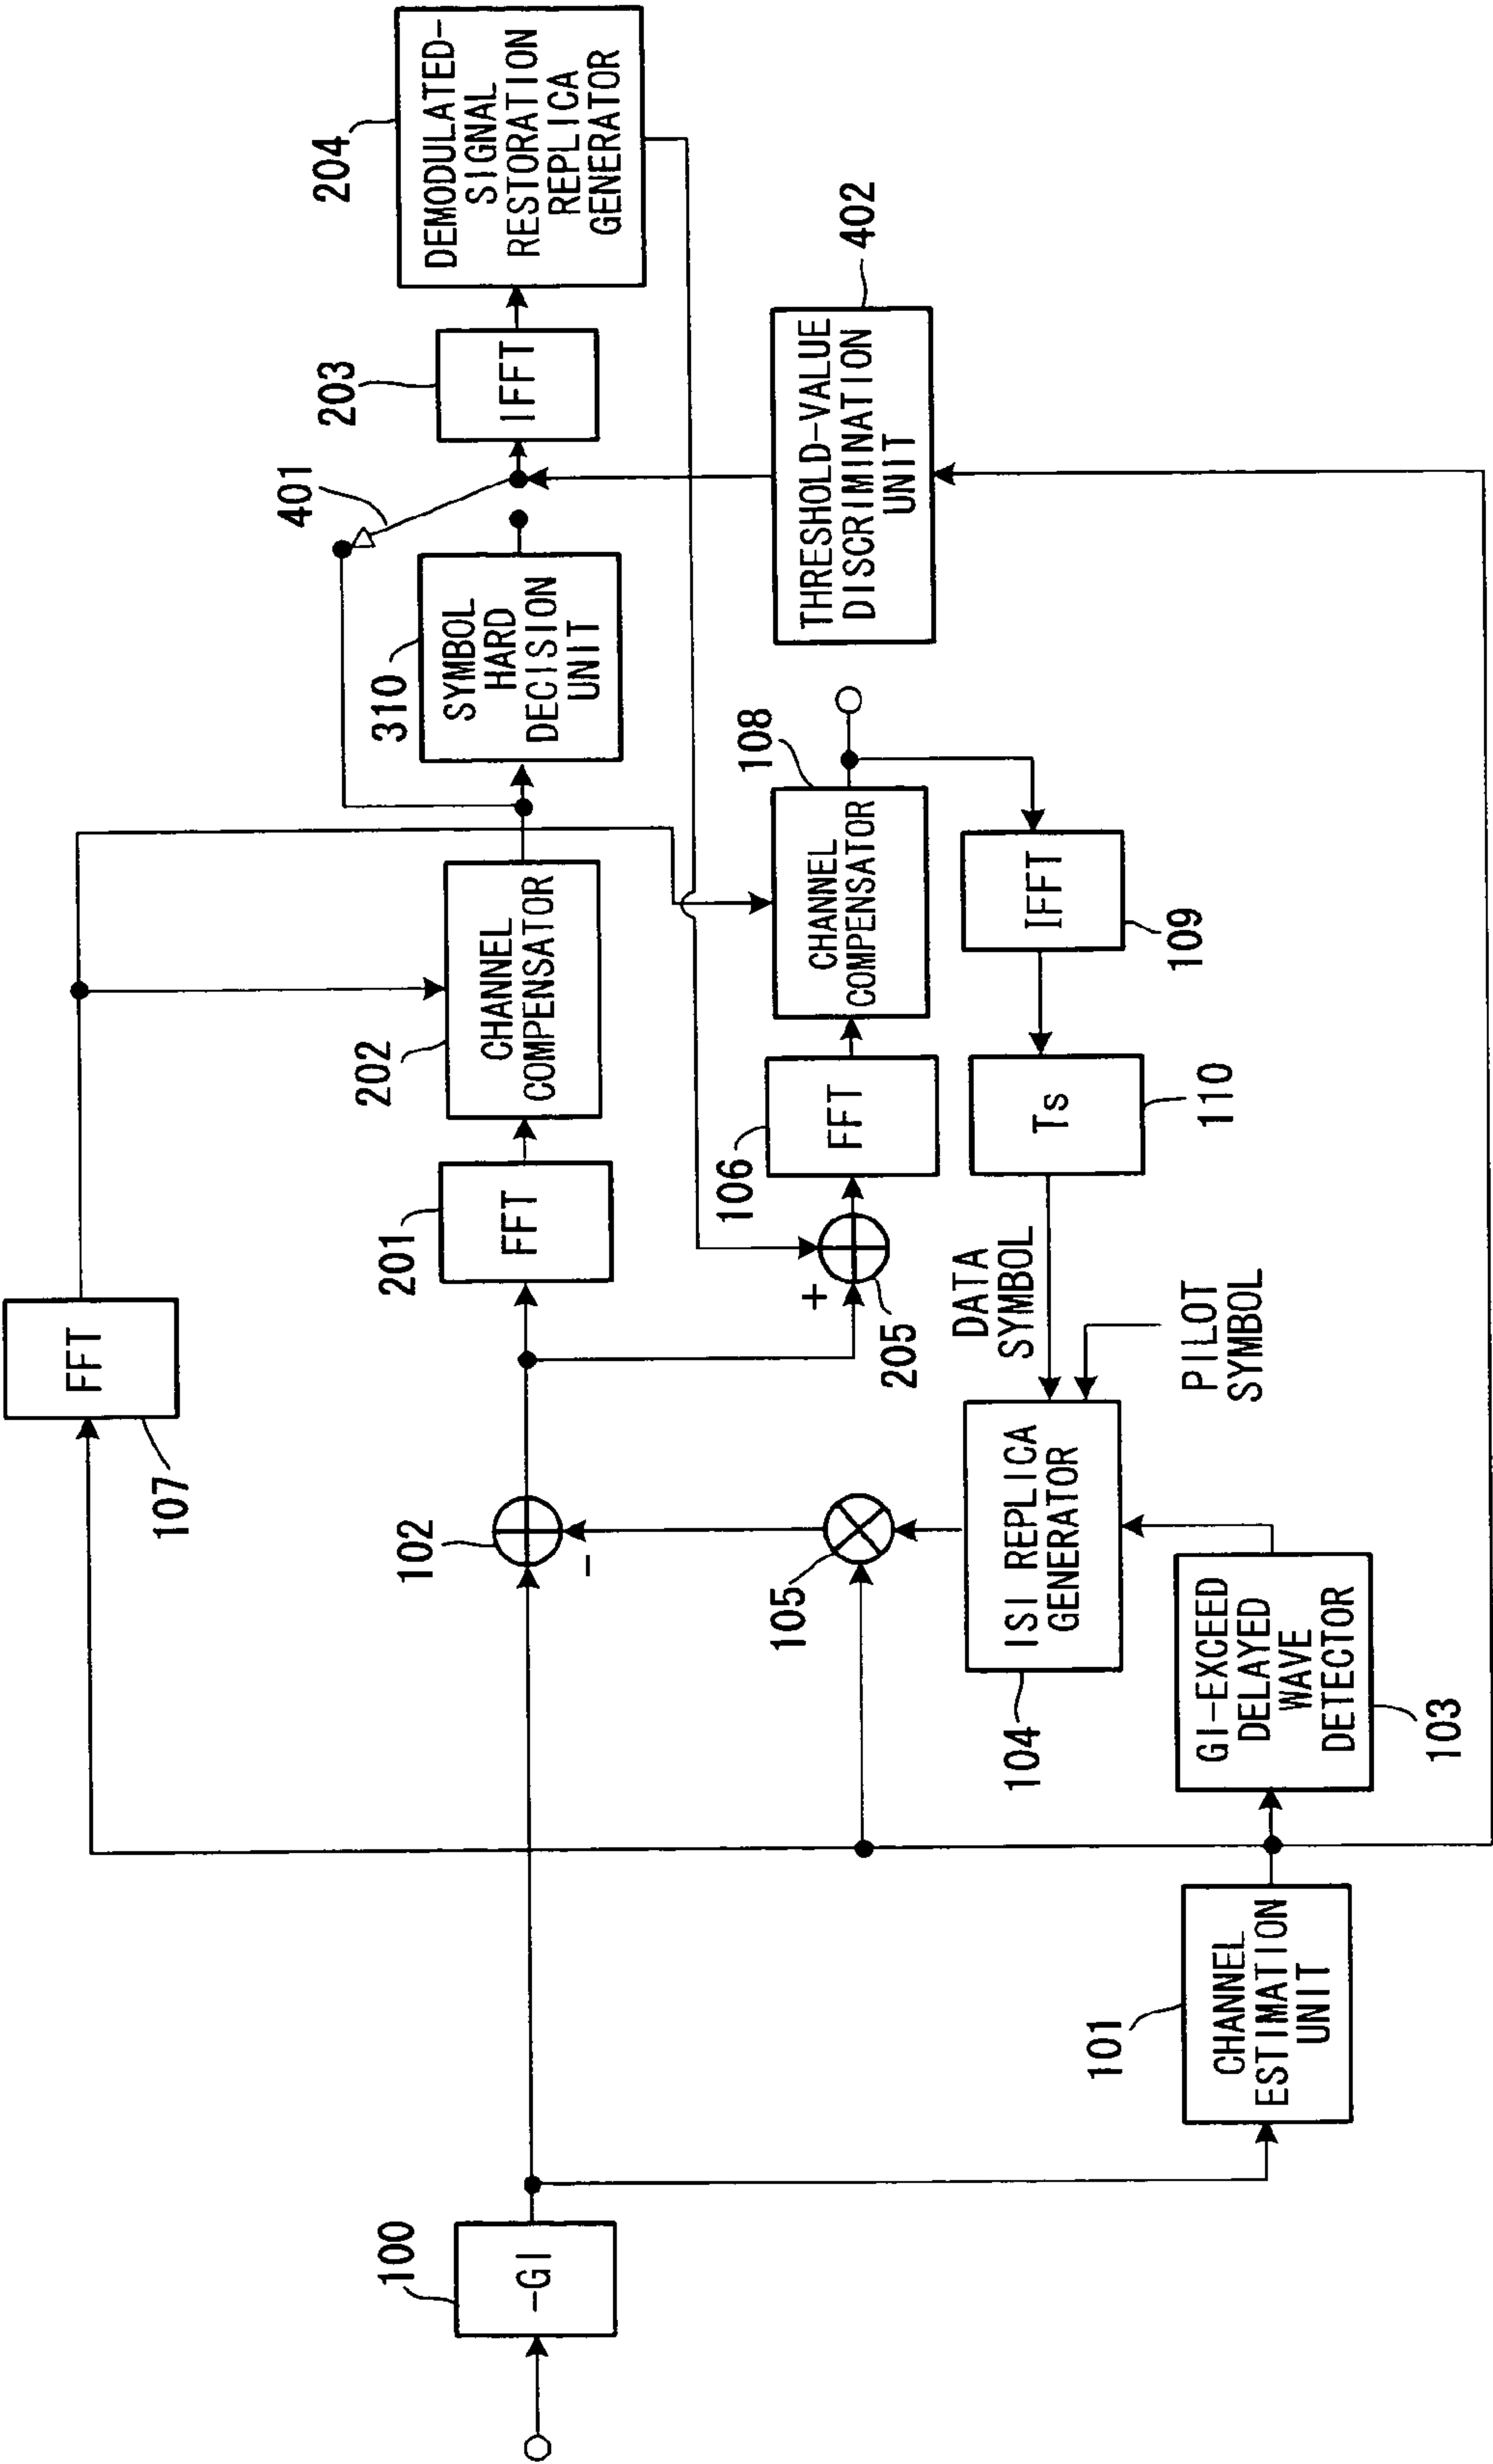 107
FFT
100
-GI
102
-
201
FFT
202
CHANNEL
COMPENSATOR
310
SYMBOL
HARD
DECISION
UNIT
401
203
IFFT
204
DEMODULATED-
SIGNAL
RESTORATION
REPLICA
GENERATOR
105
+
205
106
FFT
108
CHANNEL
COMPENSATOR
THRESHOLD-VALUE
DISCRIMINATION
UNIT
402
104
ISI REPLICA
GENERATOR
DATA
SYMBOL
PILOT
SYMBOL
Ts
110
IFFT
109
101
CHANNEL
ESTIMATION
UNIT
GI-EXCEED
DELAYED
WAVE
DETECTOR
103